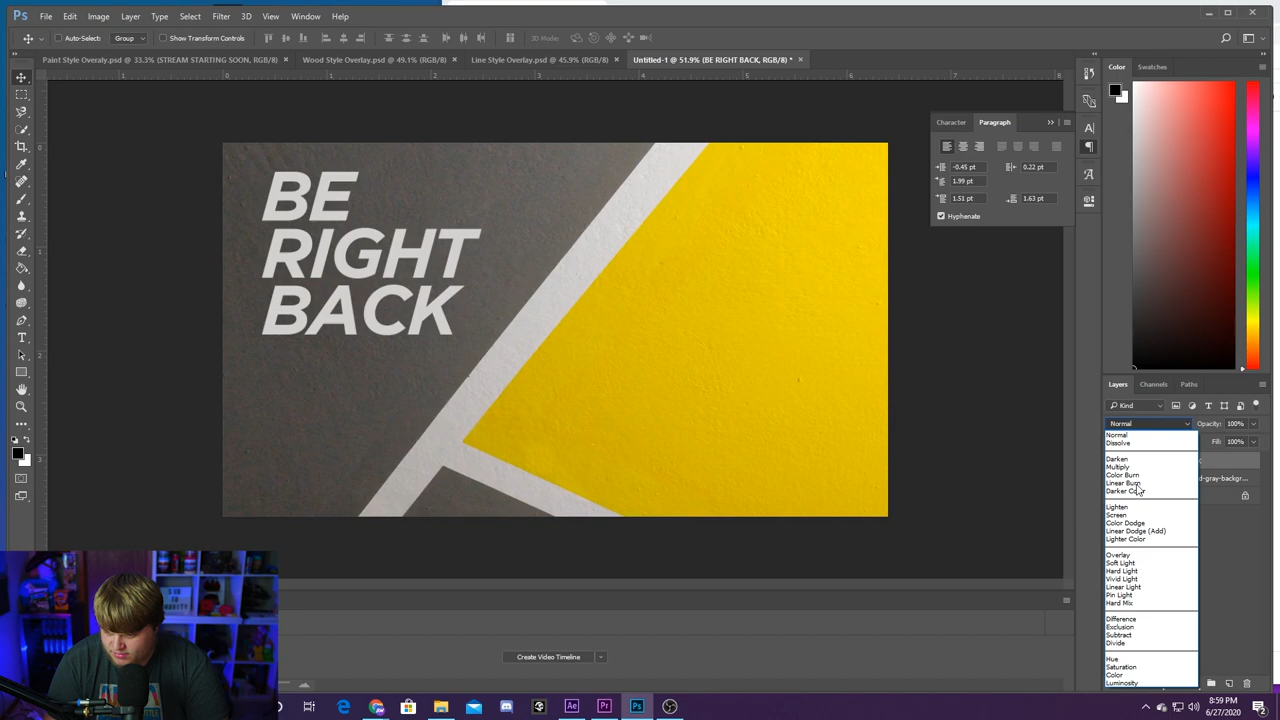 Ps File Edit Image Layer Type Select Filter 3D View Window Help
Auto-Select: Group Show Transform Controls 3D Mode:
Paint Style Overaly.psd @ 33.3% (STREAM STARTING SOON, RGB/8) × Wood Style Overlay.psd @ 49.1% (RGB/8) × Line Style Overlay.psd @ 45.9% (RGB/8) × Untitled-1 @ 51.9% (BE RIGHT BACK, RGB/8) * ×
Color Swatches
Character Paragraph
-0.45 pt 0.22 pt
1.99 pt
1.51 pt 1.63 pt
Hyphenate
BE
RIGHT
BACK
Layers Channels Paths
Kind
Normal Opacity: 100%
Fill: 100%
Normal
Dissolve
Darken
Multiply
Color Burn
Linear Burn
Darker Color
d-gray-backgr...
Lighten
Screen
Color Dodge
Linear Dodge (Add)
Lighter Color
Overlay
Soft Light
Hard Light
Vivid Light
Linear Light
Pin Light
Hard Mix
Difference
Exclusion
Subtract
Divide
Hue
Saturation
Color
Luminosity
Create Video Timeline
Ae Pr Ps
8:59 PM
6/27/2020